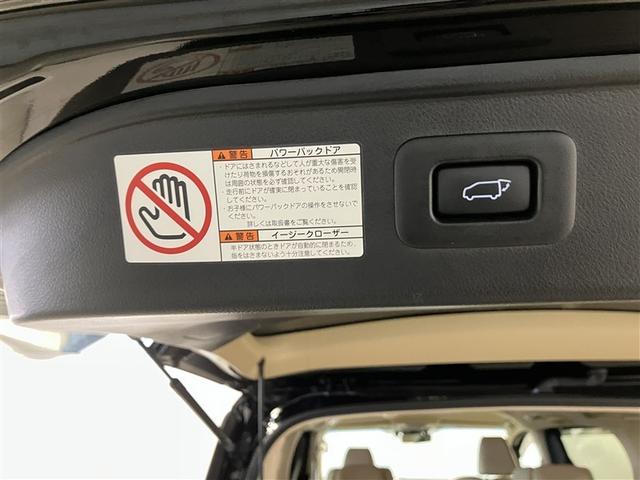 警告 パワーバックドア
・ドアにはさまれるなどして人が重大な傷害を受
けたり荷物を損傷するおそれがあるため開閉時
は周囲の状態を必ず確認してください。
・走行前にドアが確実に閉まっていることを確認
してください。
・お子様にパワーバックドアの操作をさせないで
ください。
詳しくは取扱書をご覧ください。
警告 イージークローザー
半ドア状態のときドアが自動的に閉まるため、
指をはさまないよう十分注意してください。